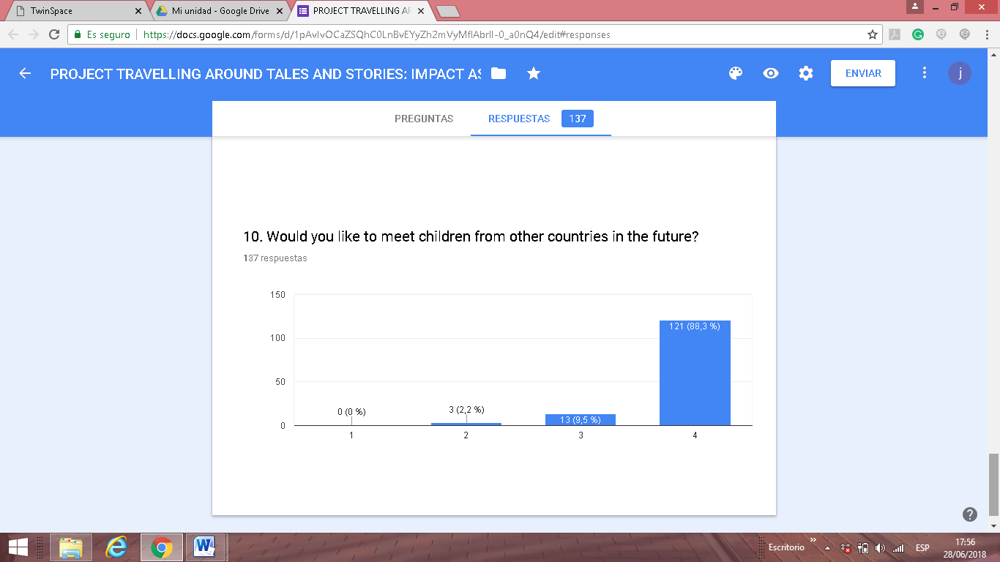 TwinSpace
Mi unidad - Google Drive
PROJECT TRAVELLING AF
Es seguro
https://docs.google.com/forms/d/1pAvlvOCaZSQhC0LnBvEYyZh2mVyMflAbrlI-0_a0nQ4/edit#responses
PROJECT TRAVELLING AROUND TALES AND STORIES: IMPACT AS
ENVIAR
j
PREGUNTAS
RESPUESTAS
137
10. Would you like to meet children from other countries in the future?
137 respuestas
150
100
50
0
0 (0 %)
3 (2,2 %)
13 (9,5 %)
121 (88,3 %)
1
2
3
4
Escritorio
ESP
17:56
28/06/2018